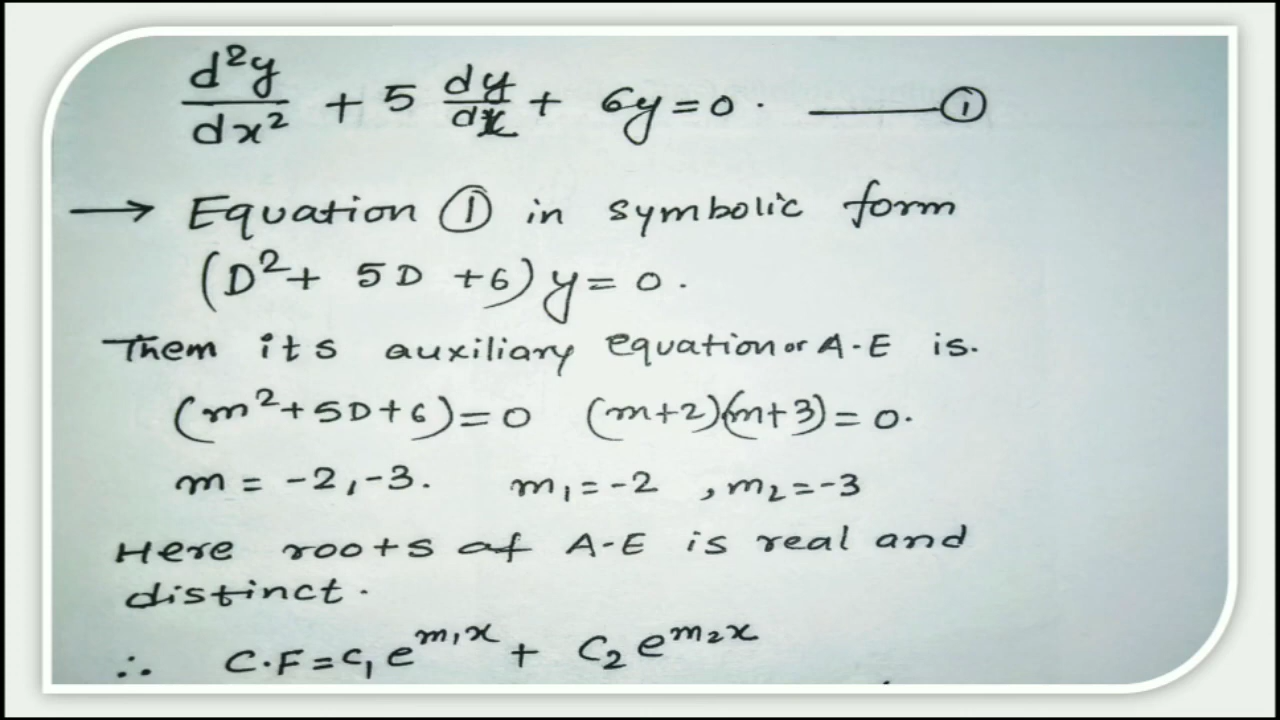 d²y/dx² + 5 dy/dx + 6y = 0. ——— ①
→ Equation ① in symbolic form
(D² + 5D + 6) y = 0.
Them its auxiliary equation or A-E is.
(m² + 5D + 6) = 0 (m+2)(m+3) = 0.
m = -2, -3. m₁ = -2 , m₂ = -3
Here roots of A-E is real and
distinct.
∴ C.F = c₁ e^{m₁x} + C₂ e^{m₂x}